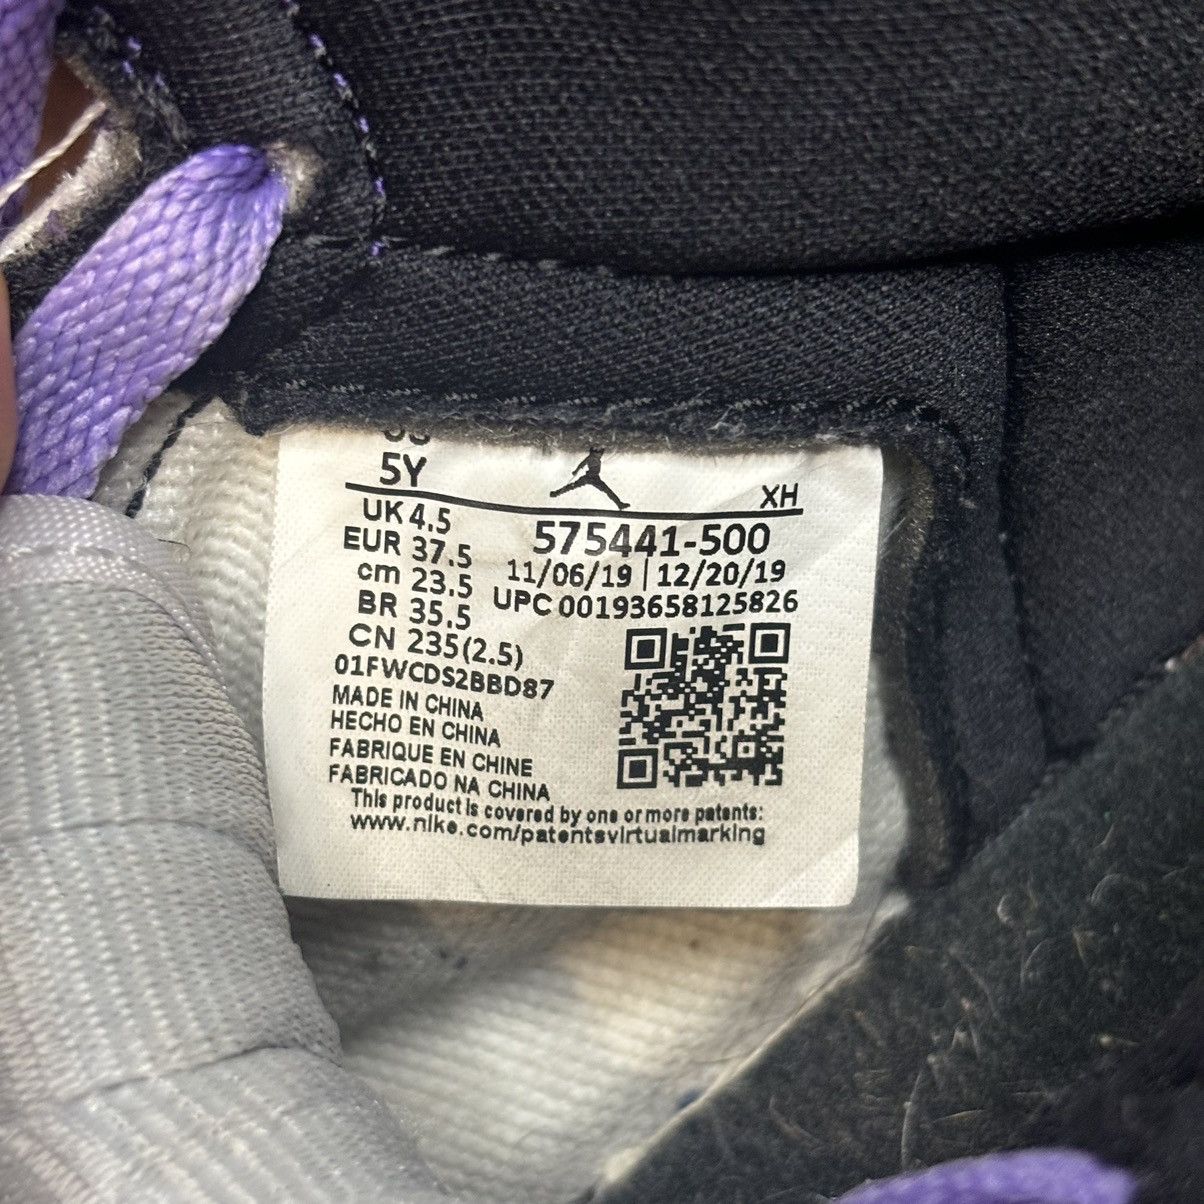 US
5Y
XH
UK 4.5
EUR 37.5
cm 23.5
BR 35.5
CN 235(2.5)
575441-500
11/06/19 | 12/20/19
UPC 00193658125826
01FWCDS2BBD87
MADE IN CHINA
HECHO EN CHINA
FABRIQUE EN CHINE
FABRICADO NA CHINA
This product is covered by one or more patents:
www.nike.com/patentsvirtualmarking